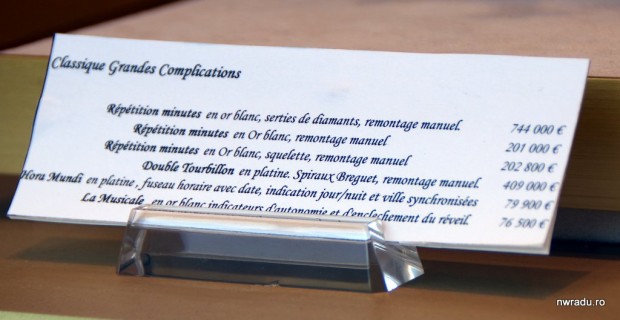 Classique Grandes Complications
Répétition minutes en or blanc, serties de diamants, remontage manuel. 744 000 €
Répétition minutes en Or blanc, remontage manuel 201 000 €
Répétition minutes en Or blanc, squelette, remontage manuel 202 800 €
Double Tourbillon en platine. Spiraux Breguet, remontage manuel. 409 000 €
Hora Mundi en platine , fuseau horaire avec date, indication jour/nuit et ville synchronisées 79 900 €
La Musicale en or blanc indicateurs d'autonomie et d'enclechement du réveil. 76 500 €
nwradu.ro